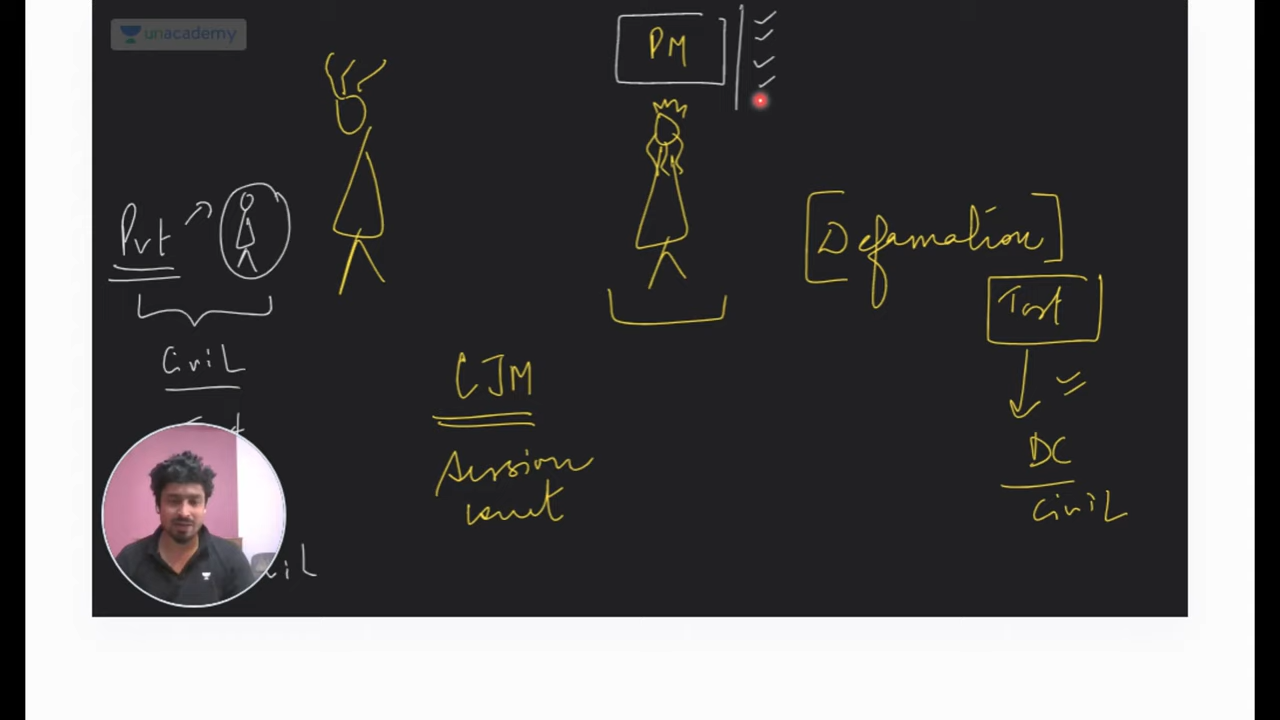 unacademy
PM
Pvt
Defamation
Tort
Civil
CJM
Session
court
DC
Civil